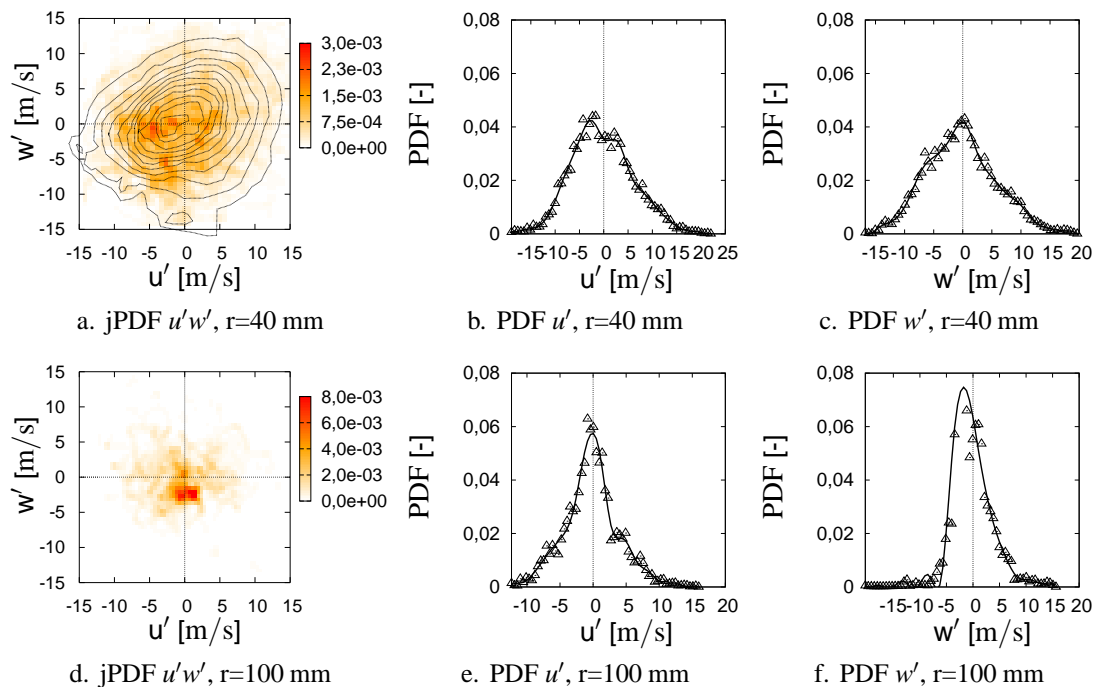 15
10
5
0
-5
-10
-15
-15 -10 -5 0 5 10 15
w′ [m/s]
u′ [m/s]
3,0e-03
2,3e-03
1,5e-03
7,5e-04
0,0e+00
a. jPDF u′w′, r=40 mm
0,08
0,06
0,04
0,02
0
-5 0 5 10 15 20 25
PDF [-]
u′ [m/s]
b. PDF u′, r=40 mm
0,08
0,06
0,04
0,02
0
-15 -10 -5 0 5 10 15 20
PDF [-]
w′ [m/s]
c. PDF w′, r=40 mm
15
10
5
0
-5
-10
-15
-15 -10 -5 0 5 10 15
w′ [m/s]
u′ [m/s]
8,0e-03
6,0e-03
4,0e-03
2,0e-03
0,0e+00
d. jPDF u′w′, r=100 mm
0,08
0,06
0,04
0,02
0
-10 -5 0 5 10 15 20
PDF [-]
u′ [m/s]
e. PDF u′, r=100 mm
0,08
0,06
0,04
0,02
0
-15 -10 -5 0 5 10 15 20
PDF [-]
w′ [m/s]
f. PDF w′, r=100 mm